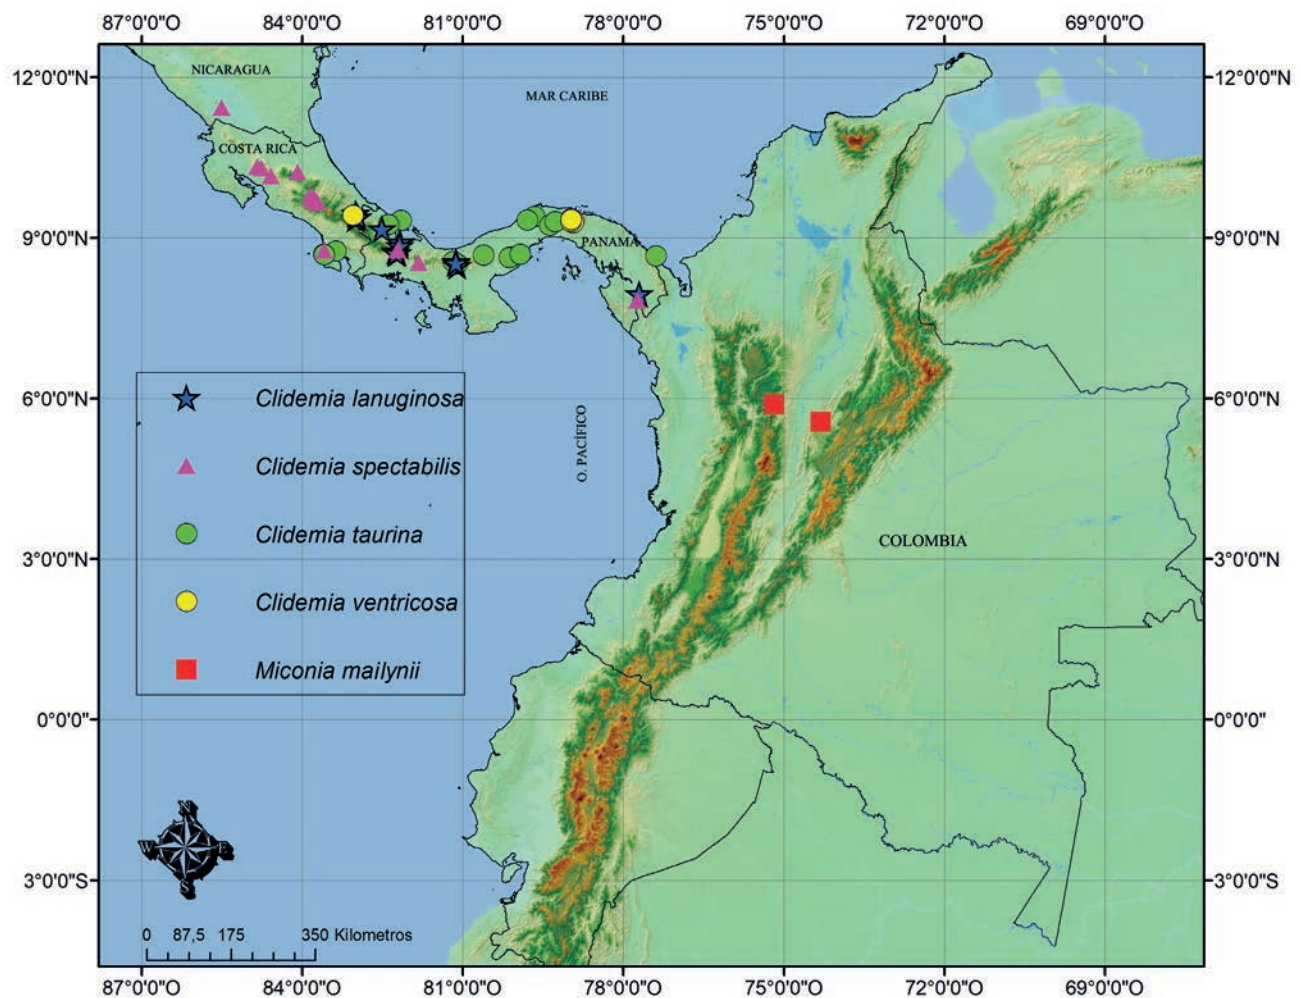 87°0'0"O 84°0'0"O 81°0'0"O 78°0'0"O 75°0'0"O 72°0'0"O 69°0'0"O
NICARAGUA
12°0'0"N 12°0'0"N
MAR CARIBE
COSTA RICA
9°0'0"N PANAMA 9°0'0"N
6°0'0"N Clidemia lanuginosa 6°0'0"N
O. PACÍFICO
Clidemia spectabilis
Clidemia taurina
COLOMBIA
3°0'0"N 3°0'0"N
Clidemia ventricosa
Miconia mailynii
0°0'0" 0°0'0"
N
W E
S
3°0'0"S 3°0'0"S
0 87,5 175 350 Kilometros
87°0'0"O 84°0'0"O 81°0'0"O 78°0'0"O 75°0'0"O 72°0'0"O 69°0'0"O